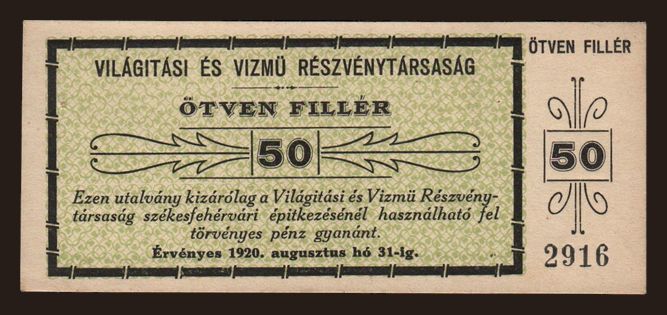 VILÁGITÁSI ÉS VIZMÜ RÉSZVÉNYTÁRSASÁG
ÖTVEN FILLÉR
50
Ezen utalvány kizárólag a Világitási és Vizmü Részvény-
társaság székesfehérvári épitkezésénél használható fel
törvényes pénz gyanánt.
Érvényes 1920. augusztus hó 31-ig.
ÖTVEN FILLÉR
50
2916